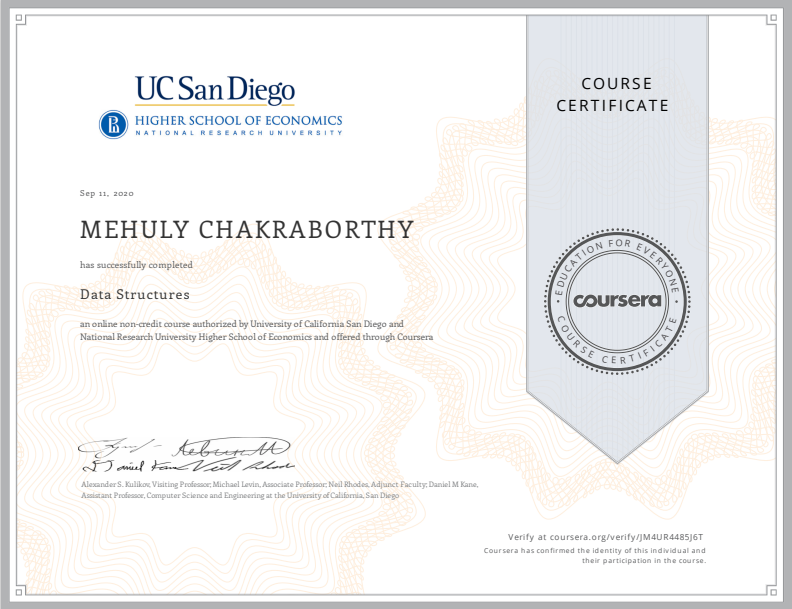 UC San Diego
HIGHER SCHOOL OF ECONOMICS
NATIONAL RESEARCH UNIVERSITY
COURSE
CERTIFICATE
Sep 11, 2020
MEHULY CHAKRABORTHY
has successfully completed
Data Structures
an online non-credit course authorized by University of California San Diego and
National Research University Higher School of Economics and offered through Coursera
EDUCATION FOR EVERYONE
coursera
COURSE CERTIFICATE
Alexander S. Kulikov, Visiting Professor; Michael Levin, Associate Professor; Neil Rhodes, Adjunct Faculty; Daniel M Kane,
Assistant Professor, Computer Science and Engineering at the University of California, San Diego
Verify at coursera.org/verify/JM4UR4485J6T
Coursera has confirmed the identity of this individual and
their participation in the course.